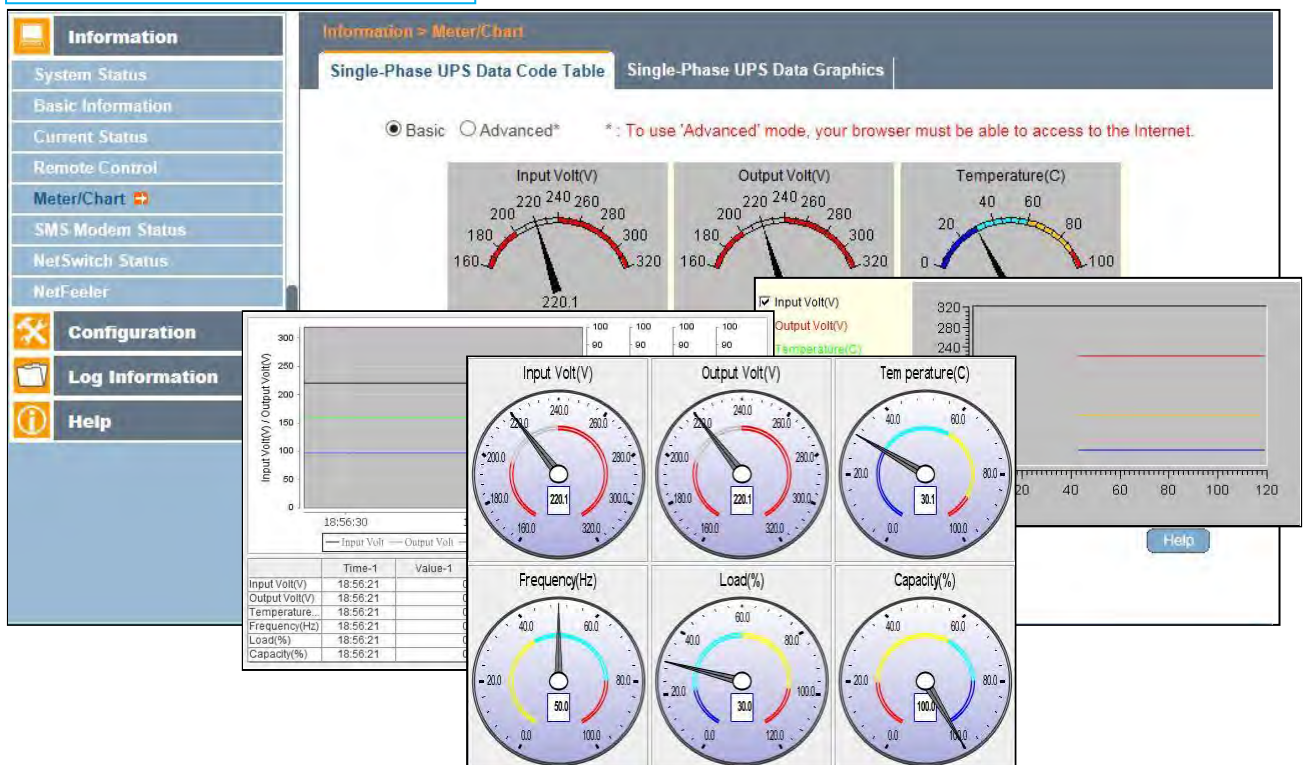 Information
System Status
Basic Information
Current Status
Remote Control
Meter/Chart
SMS Modem Status
NetSwitch Status
NetFeeler
Configuration
Log Information
Help
Information > Meter/Chart
Single-Phase UPS Data Code Table Single-Phase UPS Data Graphics
Basic Advanced* * : To use 'Advanced' mode, your browser must be able to access to the Internet.
Input Volt(V)
160 180 200 220 240 260 280 300 320
220.1
Output Volt(V)
160 180 200 220 240 260 280 300 320
Temperature(C)
0 20 40 60 80 100
Input Volt(V)
Output Volt(V)
Temperature(C)
320
280
240
20 40 60 80 100 120
Help
Input Volt(V) / Output Volt(V)
300
250
200
150
100
50
0
100 100 100 100
90 90 90 90
18:56:30
Input Volt Output Volt
Time-1 Value-1
Input Volt(V) 18:56:21
Output Volt(V) 18:56:21
Temperature... 18:56:21
Frequency(Hz) 18:56:21
Load(%) 18:56:21
Capacity(%) 18:56:21
Input Volt(V)
160.0 180.0 200.0 220.0 240.0 260.0 280.0 300.0 320.0
220.1
Output Volt(V)
160.0 180.0 200.0 220.0 240.0 260.0 280.0 300.0 320.0
220.1
Tem perature(C)
0.0 20.0 40.0 60.0 80.0 100.0
30.1
Frequency(Hz)
0.0 20.0 40.0 60.0 80.0 100.0
50.0
Load(%)
0.0 20.0 40.0 60.0 80.0 100.0 120.0
30.0
Capacity(%)
0.0 20.0 40.0 60.0 80.0 100.0
100.0